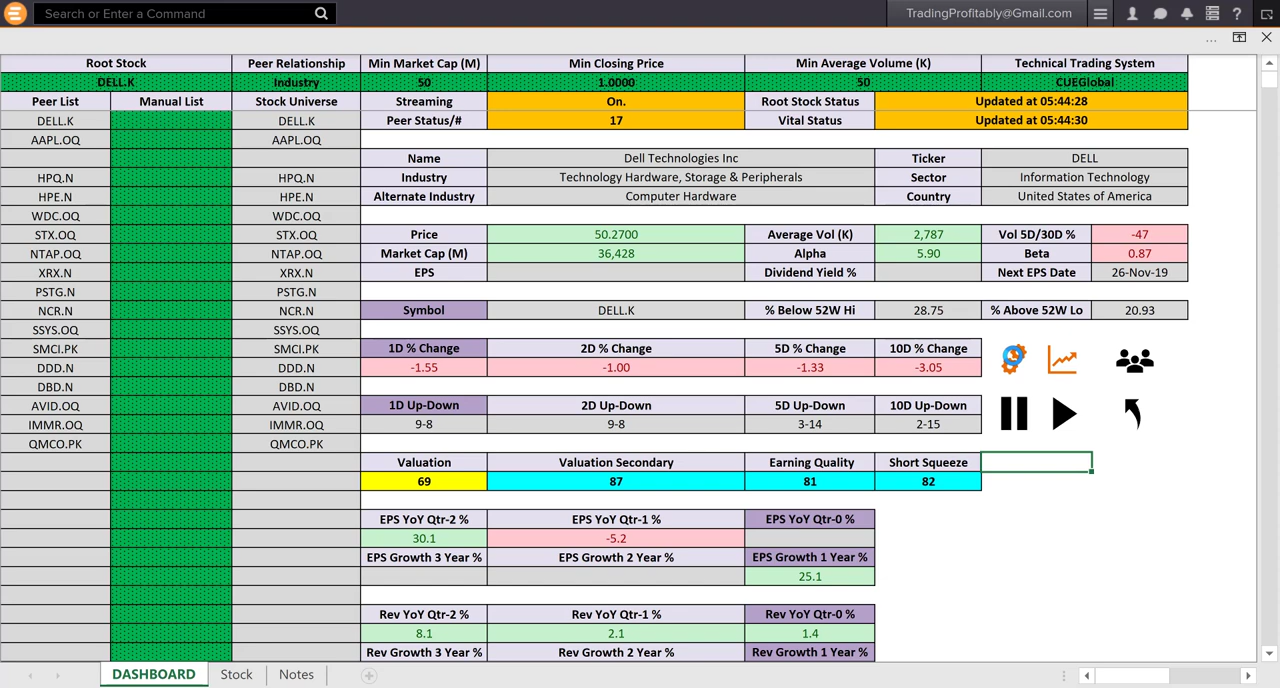 Search or Enter a Command
TradingProfitably@Gmail.com
Root Stock Peer Relationship Min Market Cap (M) Min Closing Price Min Average Volume (K) Technical Trading System
DELL.K Industry 50 1.0000 50 CUEGlobal
Peer List Manual List Stock Universe Streaming On. Root Stock Status Updated at 05:44:28
DELL.K DELL.K Peer Status/# 17 Vital Status Updated at 05:44:30
AAPL.OQ AAPL.OQ
Name Dell Technologies Inc Ticker DELL
HPQ.N HPQ.N Industry Technology Hardware, Storage & Peripherals Sector Information Technology
HPE.N HPE.N Alternate Industry Computer Hardware Country United States of America
WDC.OQ WDC.OQ
STX.OQ STX.OQ Price 50.2700 Average Vol (K) 2,787 Vol 5D/30D % -47
NTAP.OQ NTAP.OQ Market Cap (M) 36,428 Alpha 5.90 Beta 0.87
XRX.N XRX.N EPS Dividend Yield % Next EPS Date 26-Nov-19
PSTG.N PSTG.N
NCR.N NCR.N Symbol DELL.K % Below 52W Hi 28.75 % Above 52W Lo 20.93
SSYS.OQ SSYS.OQ
SMCI.PK SMCI.PK 1D % Change 2D % Change 5D % Change 10D % Change
DDD.N DDD.N -1.55 -1.00 -1.33 -3.05
DBD.N DBD.N
AVID.OQ AVID.OQ 1D Up-Down 2D Up-Down 5D Up-Down 10D Up-Down
IMMR.OQ IMMR.OQ 9-8 9-8 3-14 2-15
QMCO.PK QMCO.PK
Valuation Valuation Secondary Earning Quality Short Squeeze
69 87 81 82
EPS YoY Qtr-2 % EPS YoY Qtr-1 % EPS YoY Qtr-0 %
30.1 -5.2
EPS Growth 3 Year % EPS Growth 2 Year % EPS Growth 1 Year %
25.1
Rev YoY Qtr-2 % Rev YoY Qtr-1 % Rev YoY Qtr-0 %
8.1 2.1 1.4
Rev Growth 3 Year % Rev Growth 2 Year % Rev Growth 1 Year %
DASHBOARD Stock Notes